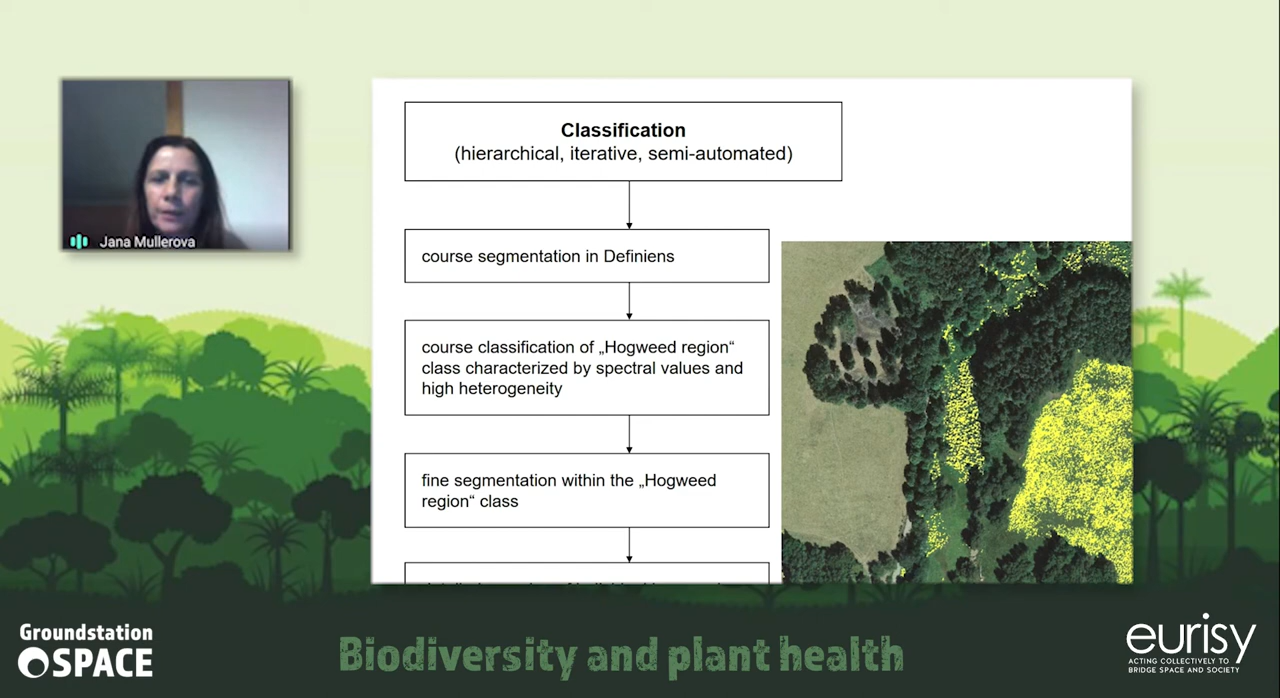 Jana Mullerova
Classification
(hierarchical, iterative, semi-automated)
course segmentation in Definiens
course classification of „Hogweed region“
class characterized by spectral values and
high heterogeneity
fine segmentation within the „Hogweed
region“ class
Groundstation
SPACE
Biodiversity and plant health
eurisy
ACTING COLLECTIVELY TO
BRIDGE SPACE AND SOCIETY